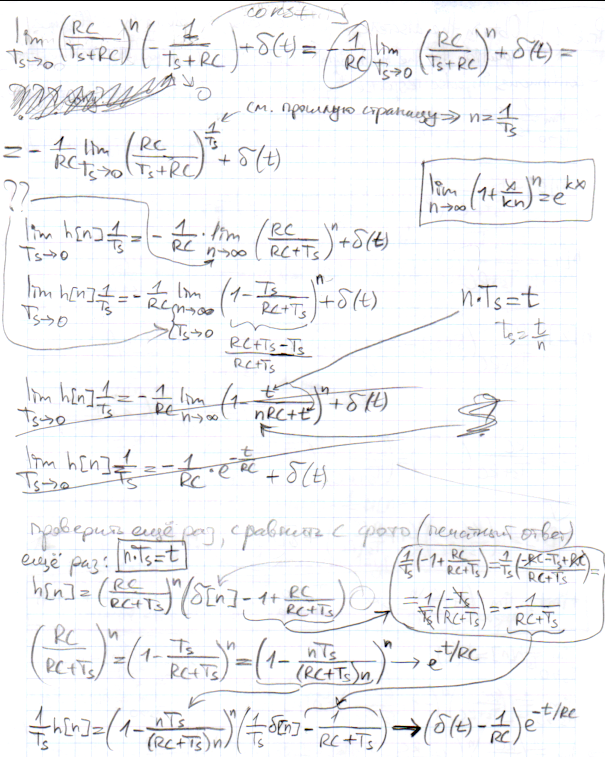 const...
lim_{Ts→0} (RC/(Ts+RC))^n (-1/(Ts+RC)) + δ(t) = -1/RC lim_{Ts→0} (RC/(Ts+RC))^n + δ(t) =
→0
см. прошлую страницу ⇒ n = 1/Ts
= -1/RC lim_{Ts→0} (RC/(Ts+RC))^{1/Ts} + δ(t)
lim_{n→∞} (1 + x/(kn))^n = e^{kx}
??
lim_{Ts→0} h[n] 1/Ts = -1/RC · lim_{n→∞} (RC/(RC+Ts))^n + δ(t)
lim_{Ts→0} h[n] 1/Ts = -1/RC lim_{n→∞, Ts→0} (1 - Ts/(RC+Ts))^n + δ(t)
(RC+Ts-Ts)/(RC+Ts)
n·Ts = t
ts = t/n
lim_{Ts→0} h[n] 1/Ts = -1/RC lim_{n→∞} (1 - t/(nRC+t))^n + δ(t)
lim_{Ts→0} h[n] 1/Ts = -1/RC · e^{-t/RC} + δ(t)
проверить ещё раз, сравнить с фото (печатный ответ)
ещё раз: n·Ts = t
h[n] = (RC/(RC+Ts))^n (δ[n] - 1 + RC/(RC+Ts))
1/Ts (-1 + RC/(RC+Ts)) = 1/Ts ((-RC-Ts+RC)/(RC+Ts)) =
= 1/Ts (-Ts/(RC+Ts)) = -1/(RC+Ts)
(RC/(RC+Ts))^n = (1 - Ts/(RC+Ts))^n = (1 - nTs/((RC+Ts)n))^n → e^{-t/RC}
1/Ts h[n] = (1 - nTs/((RC+Ts)n))^n (1/Ts δ[n] - 1/(RC+Ts)) → (δ(t) - 1/RC) e^{-t/RC}